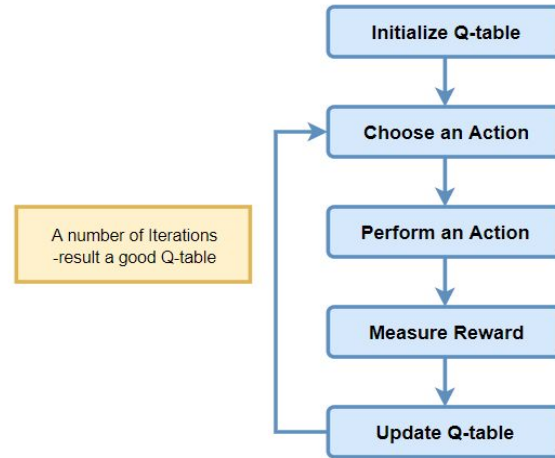 Initialize Q-table
Choose an Action
A number of Iterations
-result a good Q-table
Perform an Action
Measure Reward
Update Q-table